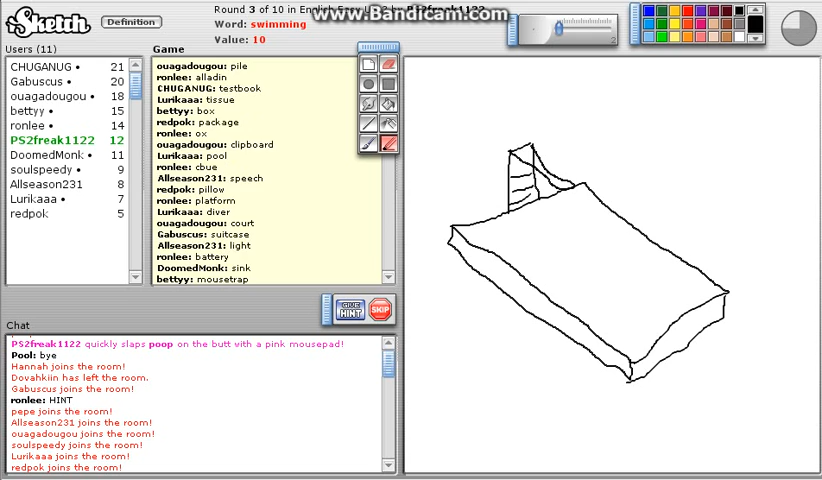 iSketch
Definition
Round 3 of 10 in English Easy
Word: swimming
Value: 10
www.Bandicam.com
2
Users (11)
CHUGANUG • 21
Gabuscus • 20
ouagadougou • 18
bettyy • 15
ronlee • 14
PS2freak1122 12
DoomedMonk • 11
soulspeedy • 9
Allseason231 8
Lurikaaa • 7
redpok 5
Game
ouagadougou: pile
ronlee: alladin
CHUGANUG: testbook
Lurikaaa: tissue
bettyy: box
redpok: package
ronlee: ox
ouagadougou: clipboard
Lurikaaa: pool
ronlee: cbue
Allseason231: speech
redpok: pillow
ronlee: platform
Lurikaaa: diver
ouagadougou: court
Gabuscus: suitcase
Allseason231: light
ronlee: battery
DoomedMonk: sink
bettyy: mousetrap
GIVE HINT
SKIP
Chat
PS2freak1122 quickly slaps poop on the butt with a pink mousepad!
Pool: bye
Hannah joins the room!
Dovahkiin has left the room.
Gabuscus joins the room!
ronlee: HINT
pepe joins the room!
Allseason231 joins the room!
ouagadougou joins the room!
soulspeedy joins the room!
Lurikaaa joins the room!
redpok joins the room!